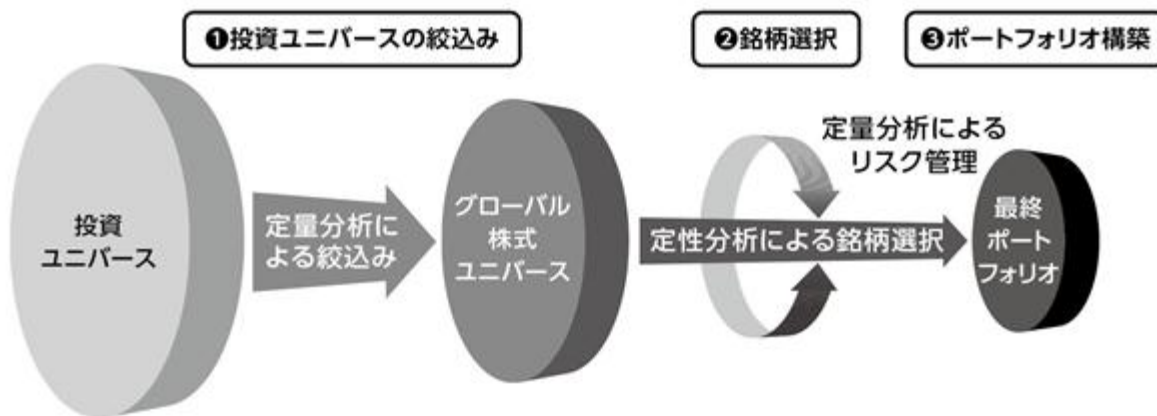 ❶投資ユニバースの絞込み
❷銘柄選択
❸ポートフォリオ構築
投資
ユニバース
定量分析に
よる絞込み
グローバル
株式
ユニバース
定量分析による
リスク管理
定性分析による銘柄選択
最終
ポート
フォリオ